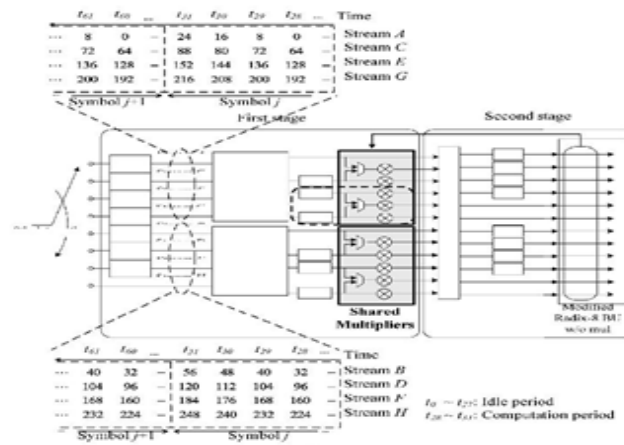 ... t61 t60 ... t31 t30 t29 t28 ... Time
... 8 0 ... 24 16 8 0 ... Stream A
... 72 64 ... 88 80 72 64 ... Stream C
... 136 128 ... 152 144 136 128 ... Stream E
... 200 192 ... 216 208 200 192 ... Stream G
Symbol j+1 Symbol j
First stage
Second stage
Shared
Multipliers
Modified
Radix-8 BU
w/o mul
... t61 t60 ... t31 t30 t29 t28 ... Time
... 40 32 ... 56 48 40 32 ... Stream B
... 104 96 ... 120 112 104 96 ... Stream D
... 168 160 ... 184 176 168 160 ... Stream F
... 232 224 ... 248 240 232 224 ... Stream H
Symbol j+1 Symbol j
t0 ~ t27: Idle period
t28 ~ t31: Computation period